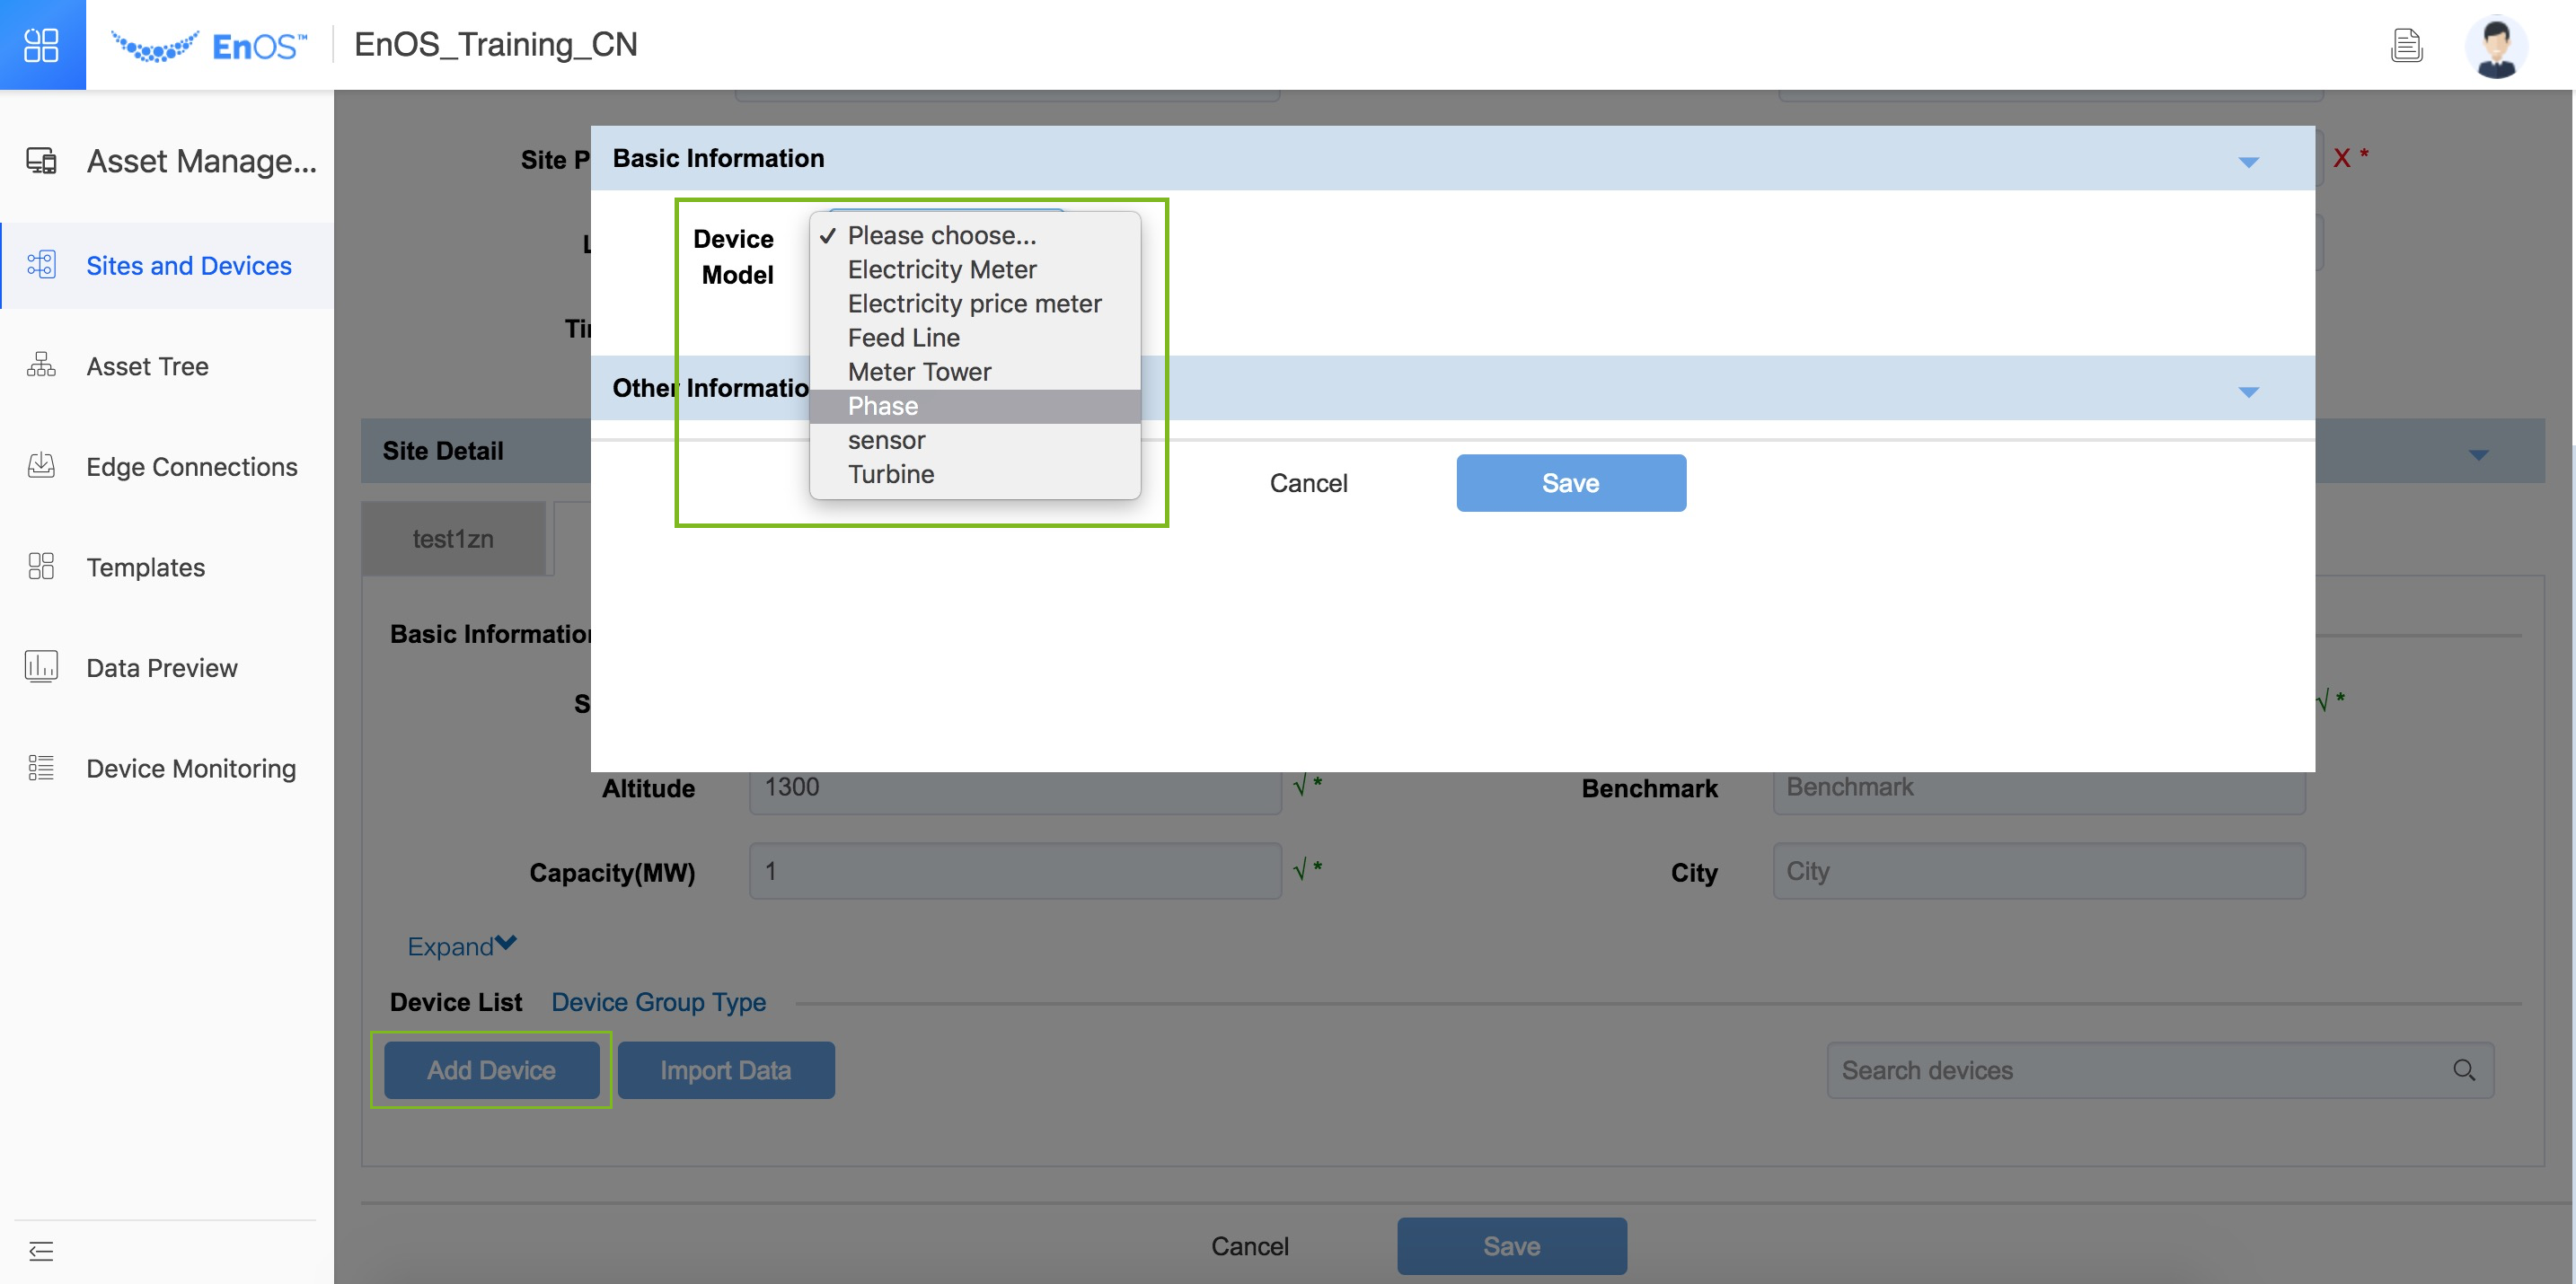 EnOS™
EnOS_Training_CN
Asset Manage...
Sites and Devices
Asset Tree
Edge Connections
Templates
Data Preview
Device Monitoring
Site P
X *
Basic Information
Device
Model
✓ Please choose...
Electricity Meter
Electricity price meter
Feed Line
Meter Tower
Phase
sensor
Turbine
Other Informatio
Cancel
Save
Site Detail
test1zn
Basic Information
√ *
Altitude
1300
√ *
Benchmark
Benchmark
Capacity(MW)
1
√ *
City
City
Expand
Device List
Device Group Type
Add Device
Import Data
Search devices
Cancel
Save